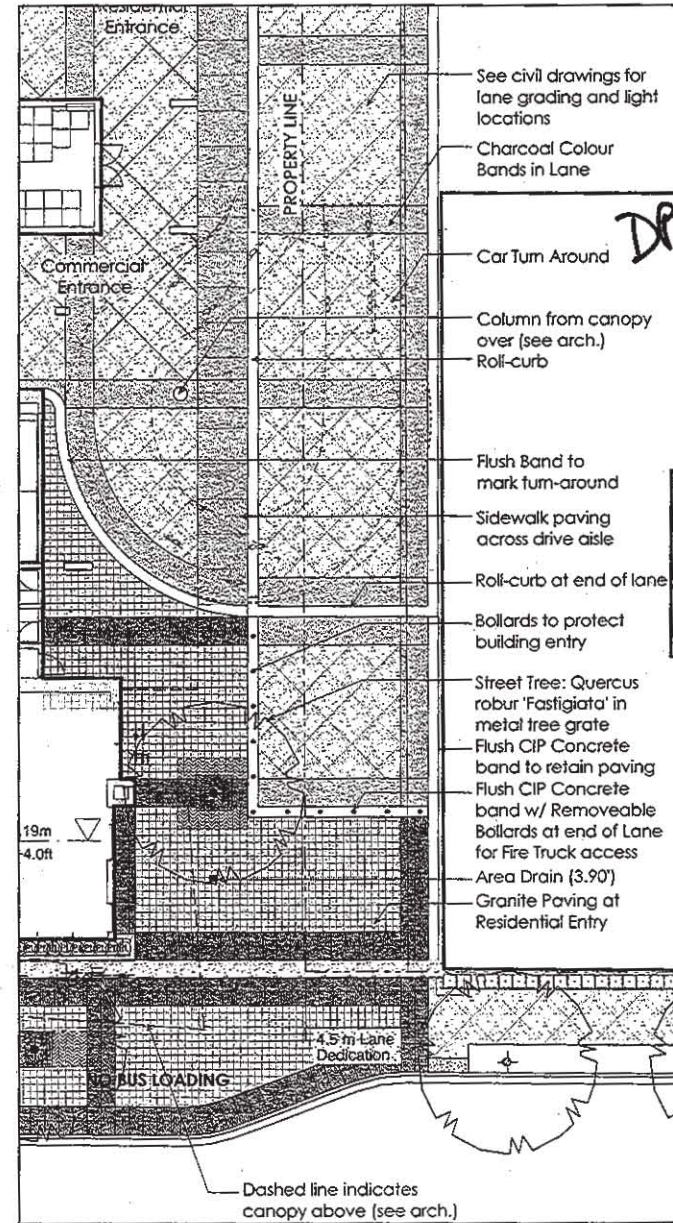 Residential
Entrance
PROPERTY LINE
See civil drawings for
lane grading and light
locations
Charcoal Colour
Bands in Lane
DP
Car Turn Around
Commercial
Entrance
Column from canopy
over (see arch.)
Roll-curb
Flush Band to
mark turn-around
Sidewalk paving
across drive aisle
Roll-curb at end of lane
Bollards to protect
building entry
Street Tree: Quercus
robur 'Fastigiata' in
metal tree grate
Flush CIP Concrete
band to retain paving
Flush CIP Concrete
band w/ Removeable
Bollards at end of Lane
for Fire Truck access
19m
4.0ft
Area Drain (3.90')
Granite Paving at
Residential Entry
4.5 m Lane
Dedication
NO BUS LOADING
Dashed line indicates
canopy above (see arch.)